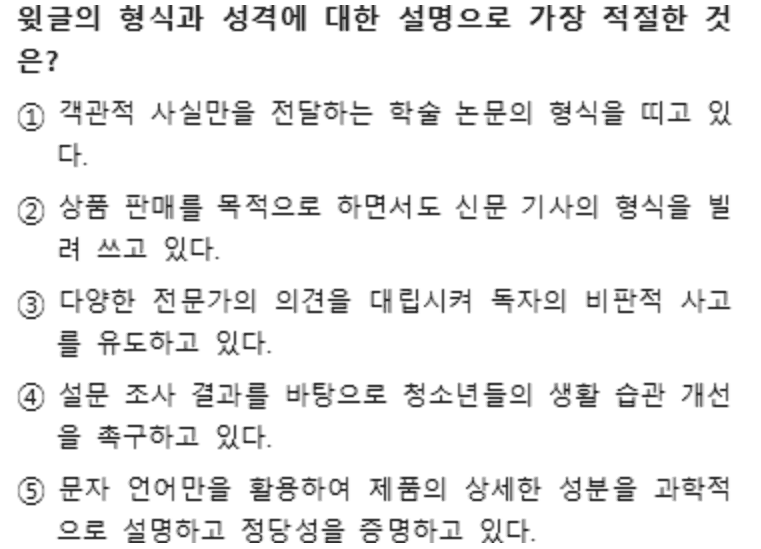 윗글의 형식과 성격에 대한 설명으로 가장 적절한 것
은?
① 객관적 사실만을 전달하는 학술 논문의 형식을 띠고 있
다.
② 상품 판매를 목적으로 하면서도 신문 기사의 형식을 빌
려 쓰고 있다.
③ 다양한 전문가의 의견을 대립시켜 독자의 비판적 사고
를 유도하고 있다.
④ 설문 조사 결과를 바탕으로 청소년들의 생활 습관 개선
을 촉구하고 있다.
⑤ 문자 언어만을 활용하여 제품의 상세한 성분을 과학적
으로 설명하고 정당성을 증명하고 있다.